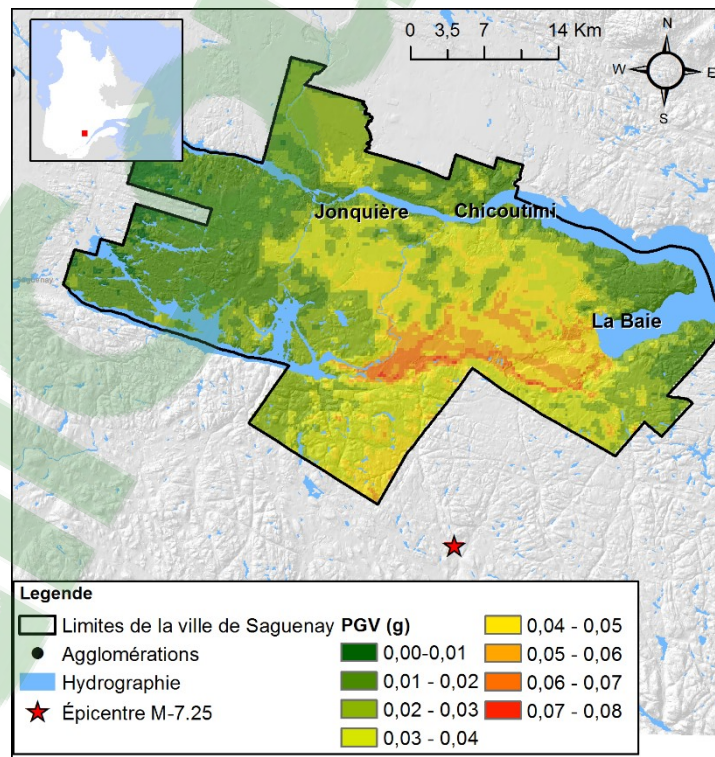 0 3,5 7 14 Km
N
W E
S
Jonquière
Chicoutimi
La Baie
Saguenay
Legende
Limites de la ville de Saguenay
Agglomérations
Hydrographie
Épicentre M-7.25
PGV (g)
0,00-0,01
0,01 - 0,02
0,02 - 0,03
0,03 - 0,04
0,04 - 0,05
0,05 - 0,06
0,06 - 0,07
0,07 - 0,08